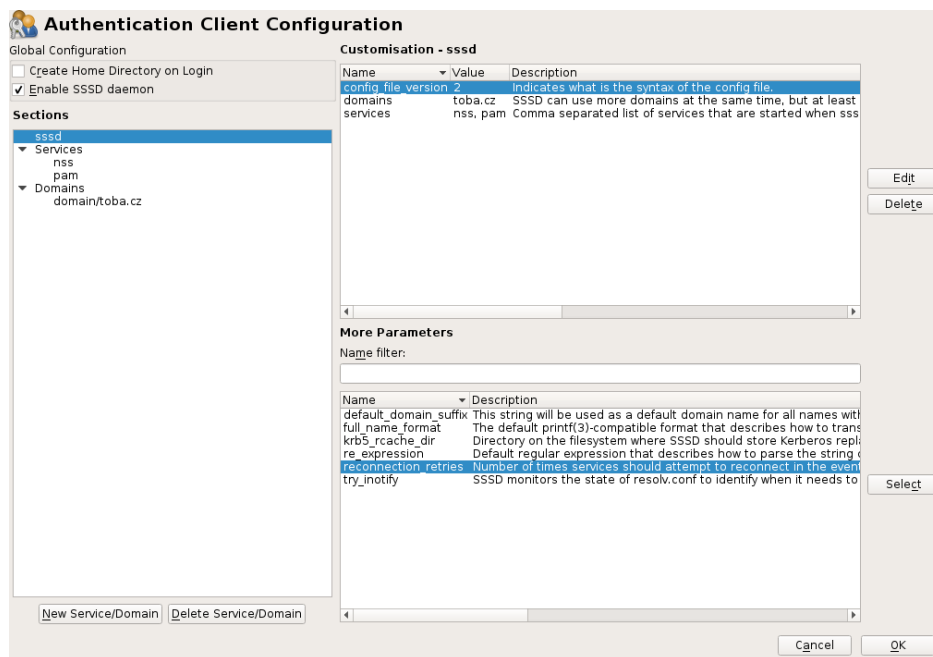 Authentication Client Configuration
Global Configuration
Create Home Directory on Login
Enable SSSD daemon
Sections
sssd
Services
nss
pam
Domains
domain/toba.cz
New Service/Domain Delete Service/Domain
Customisation - sssd
Name Value Description
config_file_version 2 Indicates what is the syntax of the config file.
domains toba.cz SSSD can use more domains at the same time, but at least
services nss, pam Comma separated list of services that are started when sss
Edit
Delete
More Parameters
Name filter:
Name Description
default_domain_suffix This string will be used as a default domain name for all names with
full_name_format The default printf(3)-compatible format that describes how to trans
krb5_rcache_dir Directory on the filesystem where SSSD should store Kerberos repl
re_expression Default regular expression that describes how to parse the string
reconnection_retries Number of times services should attempt to reconnect in the event
try_inotify SSSD monitors the state of resolv.conf to identify when it needs to
Select
Cancel OK